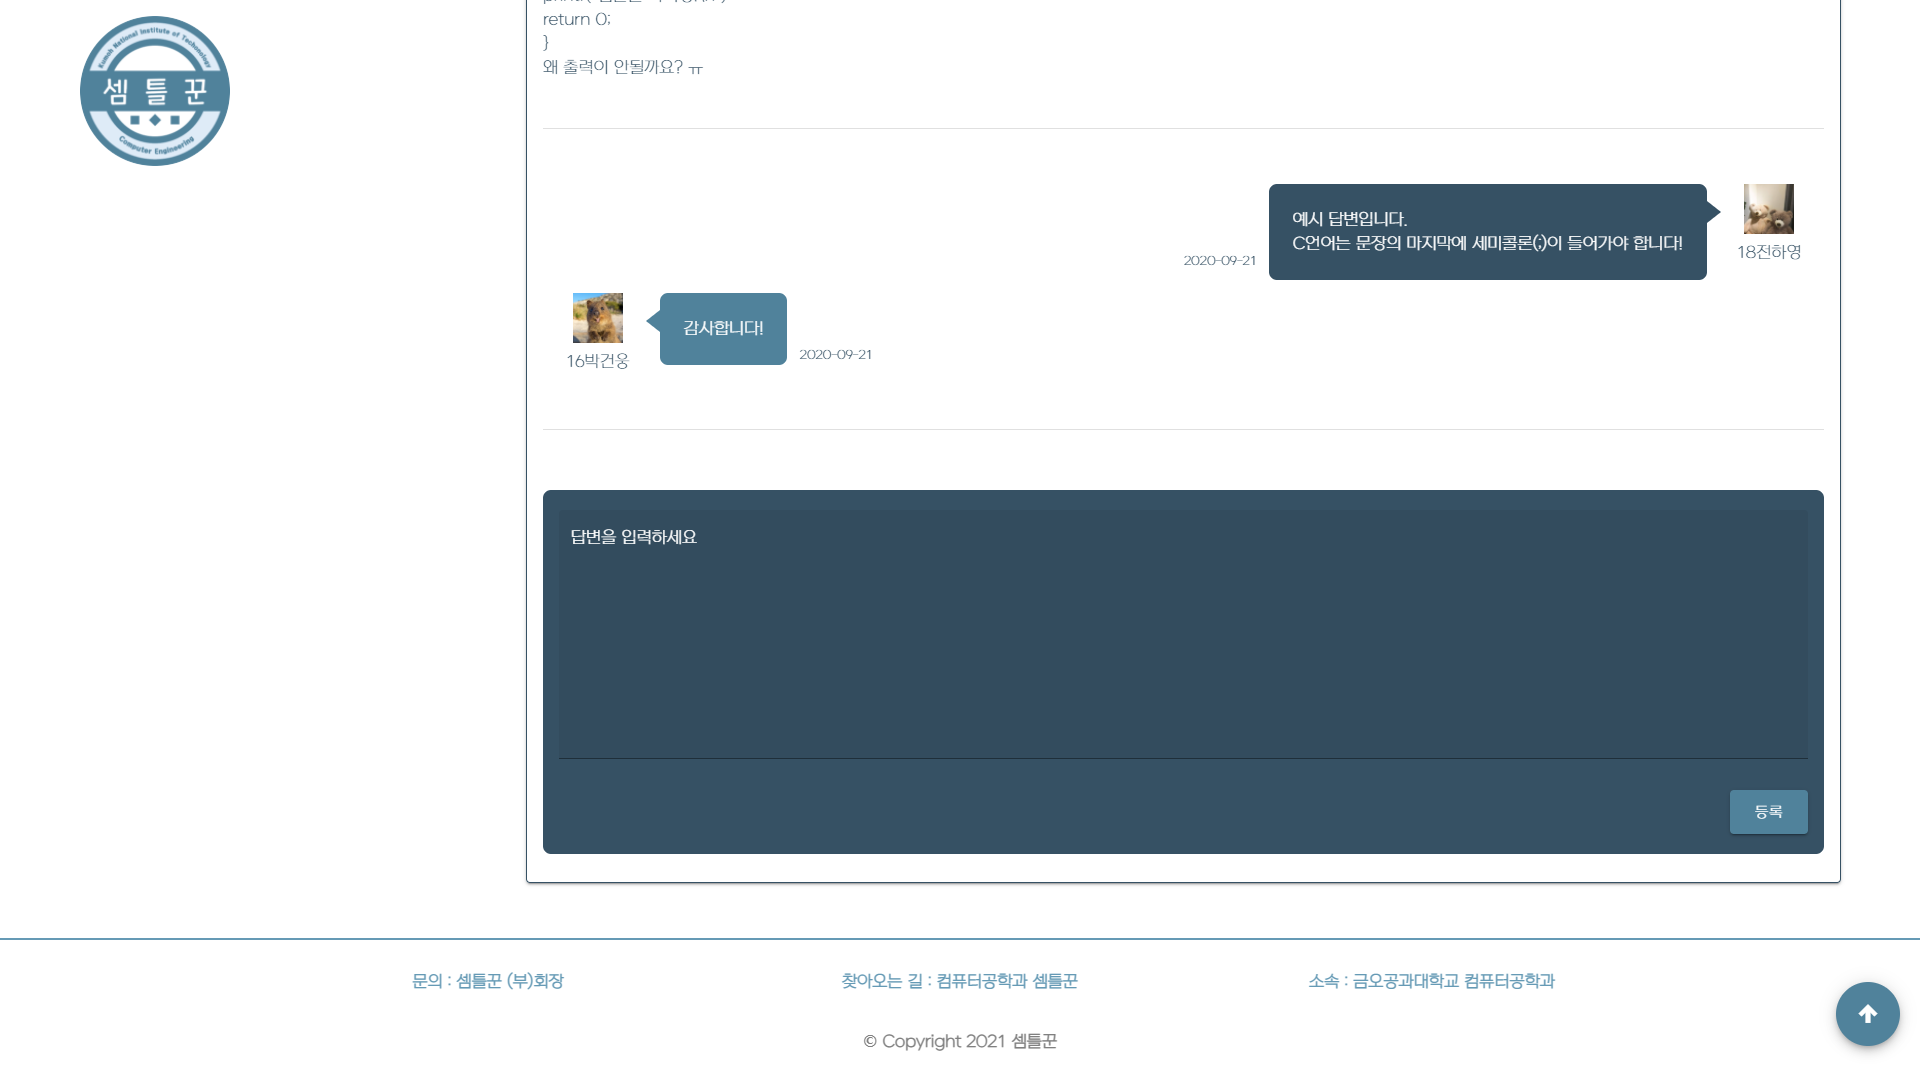 Kumoh National Institute of Techonology
셈 틀 꾼
Computer Engineering
return 0;
}
왜 출력이 안될까요? ㅠ
예시 답변입니다.
C언어는 문장의 마지막에 세미콜론(;)이 들어가야 합니다!
2020-09-21
18전하영
감사합니다!
2020-09-21
16박건웅
답변을 입력하세요
등록
문의 : 셈틀꾼 (부)회장
찾아오는 길 : 컴퓨터공학과 셈틀꾼
소속 : 금오공과대학교 컴퓨터공학과
© Copyright 2021 셈틀꾼